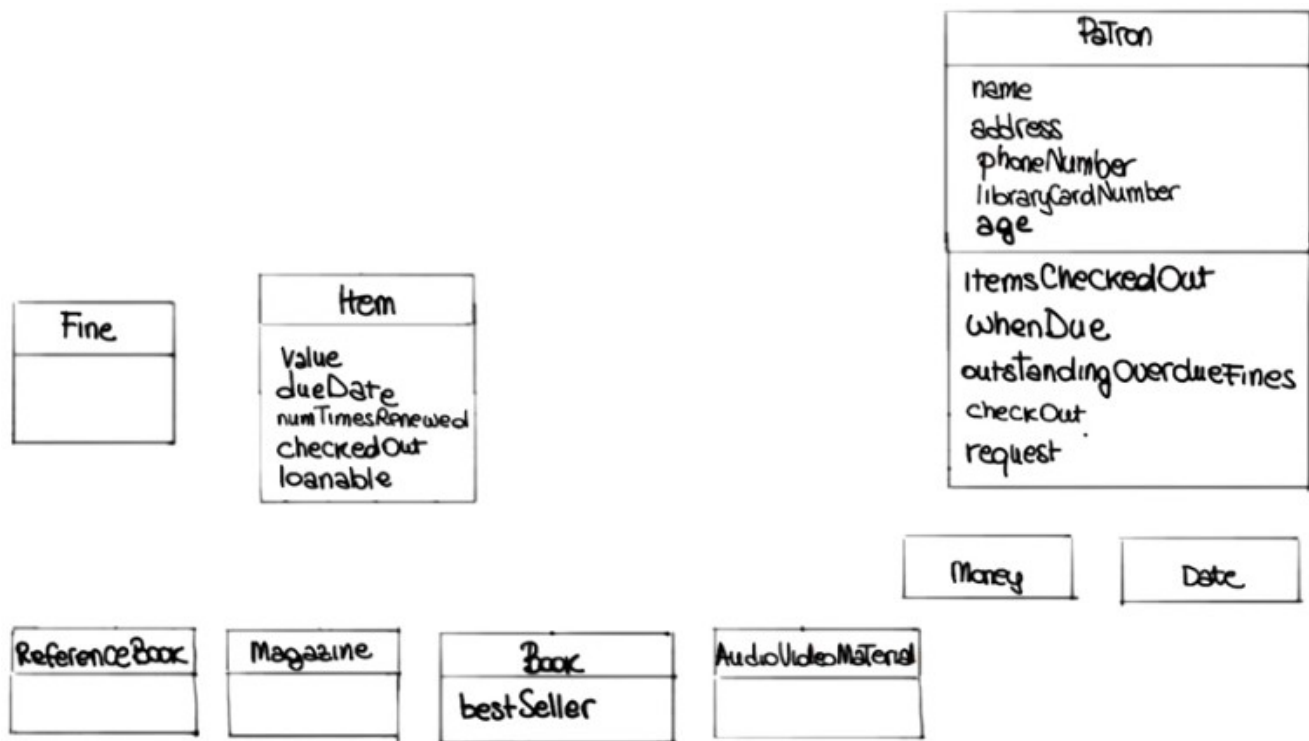 Patron
name
address
phoneNumber
libraryCardNumber
age
itemsCheckedOut
whenDue
outstandingOverdueFines
checkOut
request
Fine
Item
value
dueDate
numTimesRenewed
checkedOut
loanable
Money
Date
ReferenceBook
Magazine
Book
bestSeller
AudioVideoMaterial